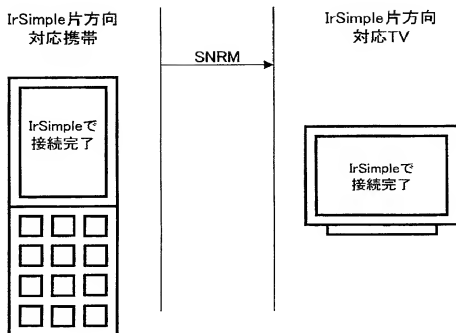 IrSimple片方向
対応携帯
IrSimple片方向
対応TV
SNRM
IrSimpleで
接続完了
IrSimpleで
接続完了